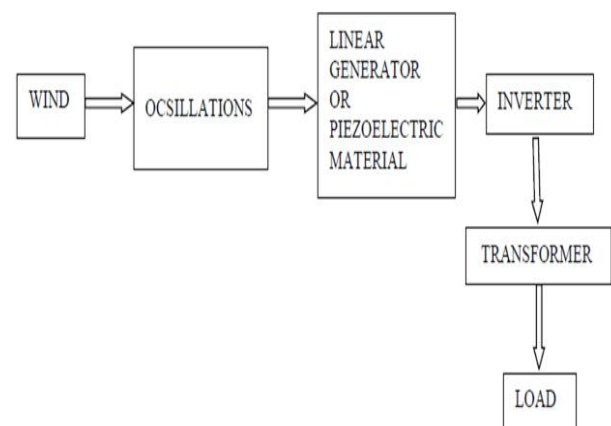 WIND
OCSILLATIONS
LINEAR
GENERATOR
OR
PIEZOELECTRIC
MATERIAL
INVERTER
TRANSFORMER
LOAD